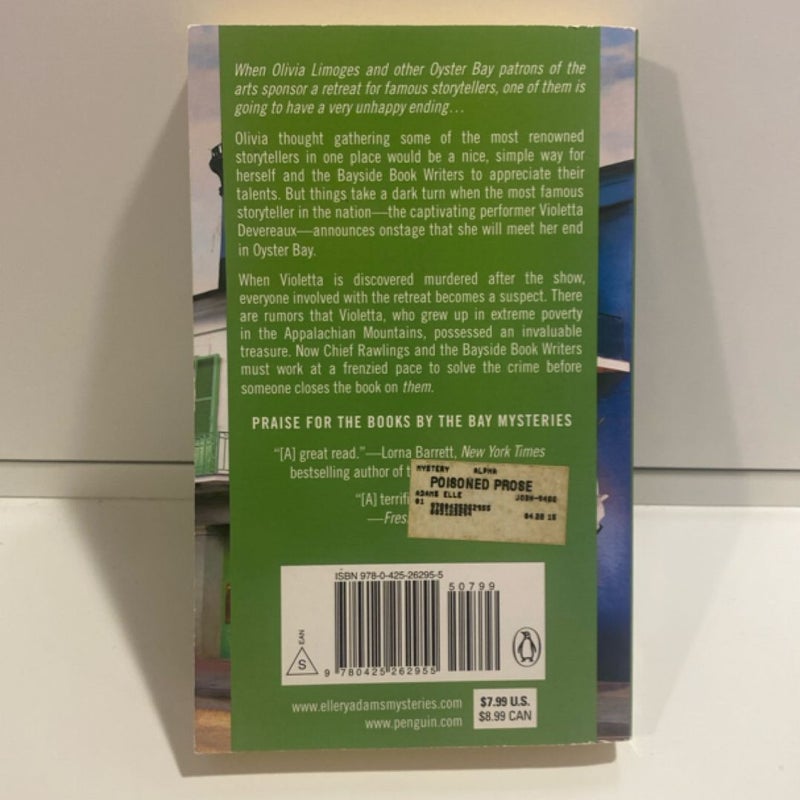 When Olivia Limoges and other Oyster Bay patrons of the
arts sponsor a retreat for famous storytellers, one of them is
going to have a very unhappy ending...
Olivia thought gathering some of the most renowned
storytellers in one place would be a nice, simple way for
herself and the Bayside Book Writers to appreciate their
talents. But things take a dark turn when the most famous
storyteller in the nation—the captivating performer Violetta
Devereaux—announces onstage that she will meet her end
in Oyster Bay.
When Violetta is discovered murdered after the show,
everyone involved with the retreat becomes a suspect. There
are rumors that Violetta, who grew up in extreme poverty
in the Appalachian Mountains, possessed an invaluable
treasure. Now Chief Rawlings and the Bayside Book Writers
must work at a frenzied pace to solve the crime before
someone closes the book on them.
PRAISE FOR THE BOOKS BY THE BAY MYSTERIES
"[A] great read."—Lorna Barrett, New York Times
bestselling author of
"[A]
MYSTERY ALPHA
POISONED PROSE
ADAMS ELLE
01
04.28 15
ISBN 978-0-425-26295-5
50799
EAN
S
9 780425 262955
www.elleryadamsmysteries.com
www.penguin.com
$7.99 U.S.
$8.99 CAN